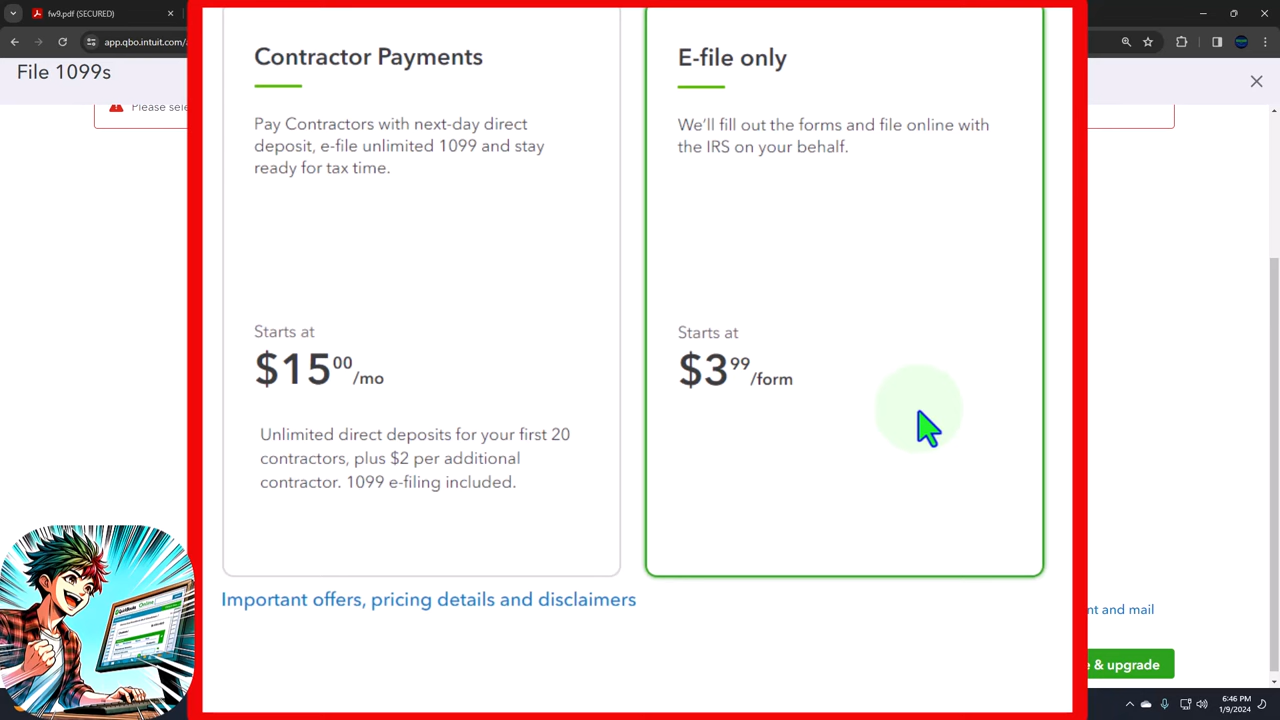 fw9.pdf (SECURED)
app.qbo.intuit.com/
File 1099s
Please sele
Contractor Payments
Pay Contractors with next-day direct
deposit, e-file unlimited 1099 and stay
ready for tax time.
Starts at
$15 00 /mo
Unlimited direct deposits for your first 20
contractors, plus $2 per additional
contractor. 1099 e-filing included.
E-file only
We'll fill out the forms and file online with
the IRS on your behalf.
Starts at
$3 99 /form
Important offers, pricing details and disclaimers
nt and mail
e & upgrade
6:46 PM
1/9/2024